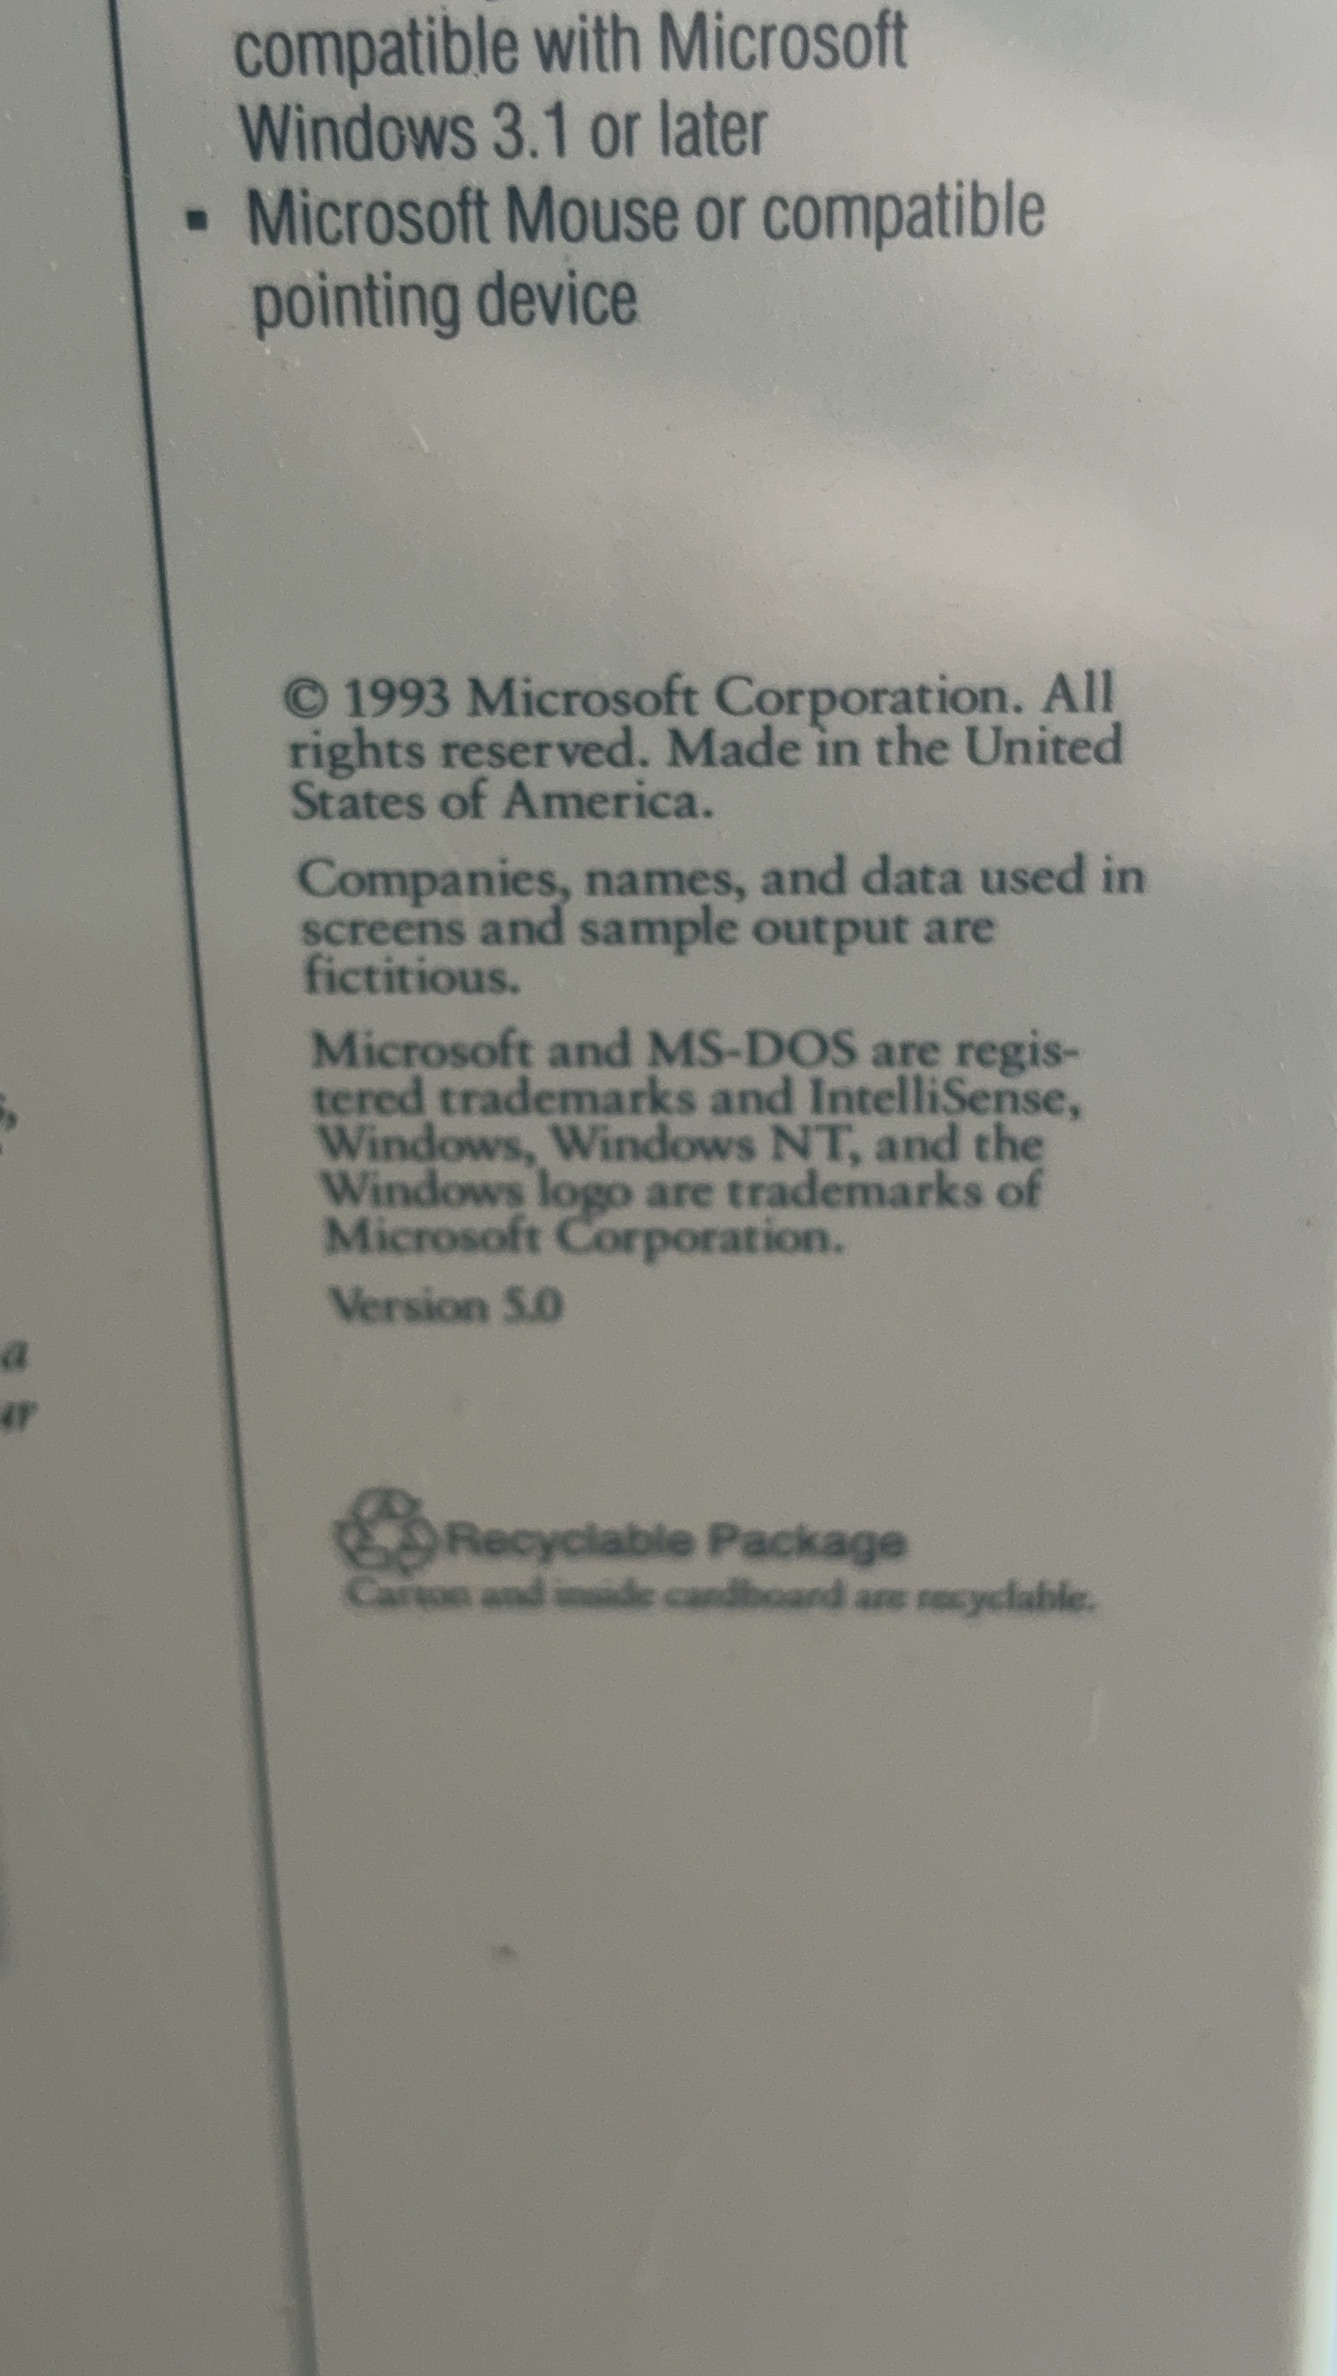 compatible with Microsoft
Windows 3.1 or later
▪ Microsoft Mouse or compatible
pointing device
© 1993 Microsoft Corporation. All
rights reserved. Made in the United
States of America.
Companies, names, and data used in
screens and sample output are
fictitious.
Microsoft and MS-DOS are regis-
tered trademarks and IntelliSense,
Windows, Windows NT, and the
Windows logo are trademarks of
Microsoft Corporation.
Version 5.0
a
ur
Recyclable Package
Carton and inside cardboard are recyclable.